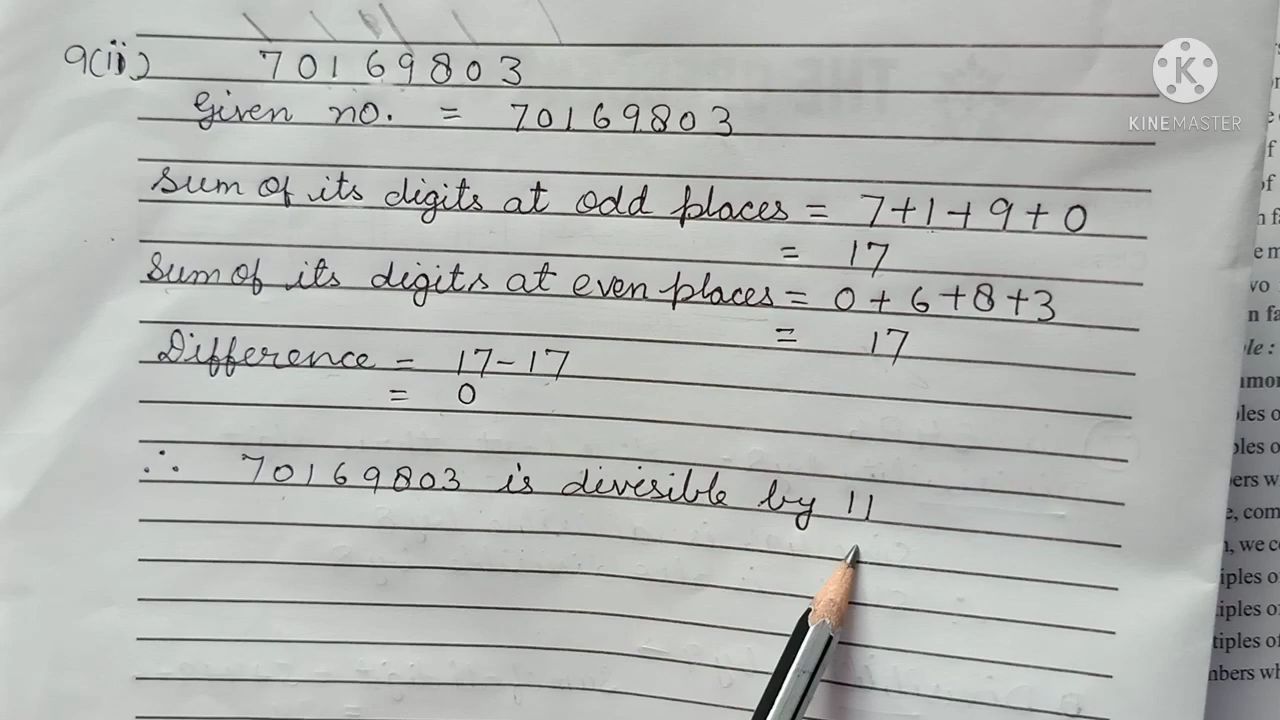 9(ii) 70169803
Given no. = 70169803
Sum of its digits at odd places = 7+1+9+0
= 17
Sum of its digits at even places = 0+6+8+3
= 17
Difference = 17-17
= 0
∴ 70169803 is divisible by 11
K
KINEMASTER